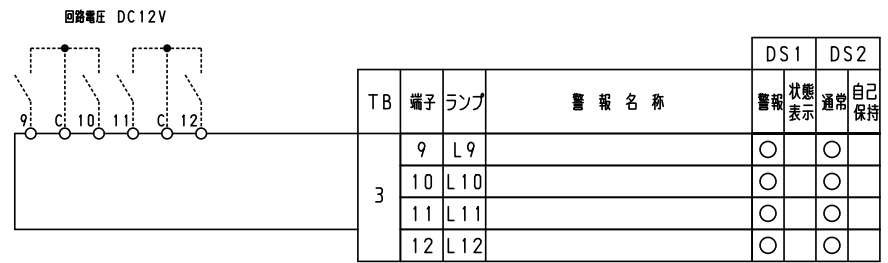 回路電圧 DC12V
9 C 10 11 C 12
DS1 DS2
TB 端子 ランプ 警報名称 警報 状態表示 通常 自己保持
3
9 L9 ○ ○
10 L10 ○ ○
11 L11 ○ ○
12 L12 ○ ○